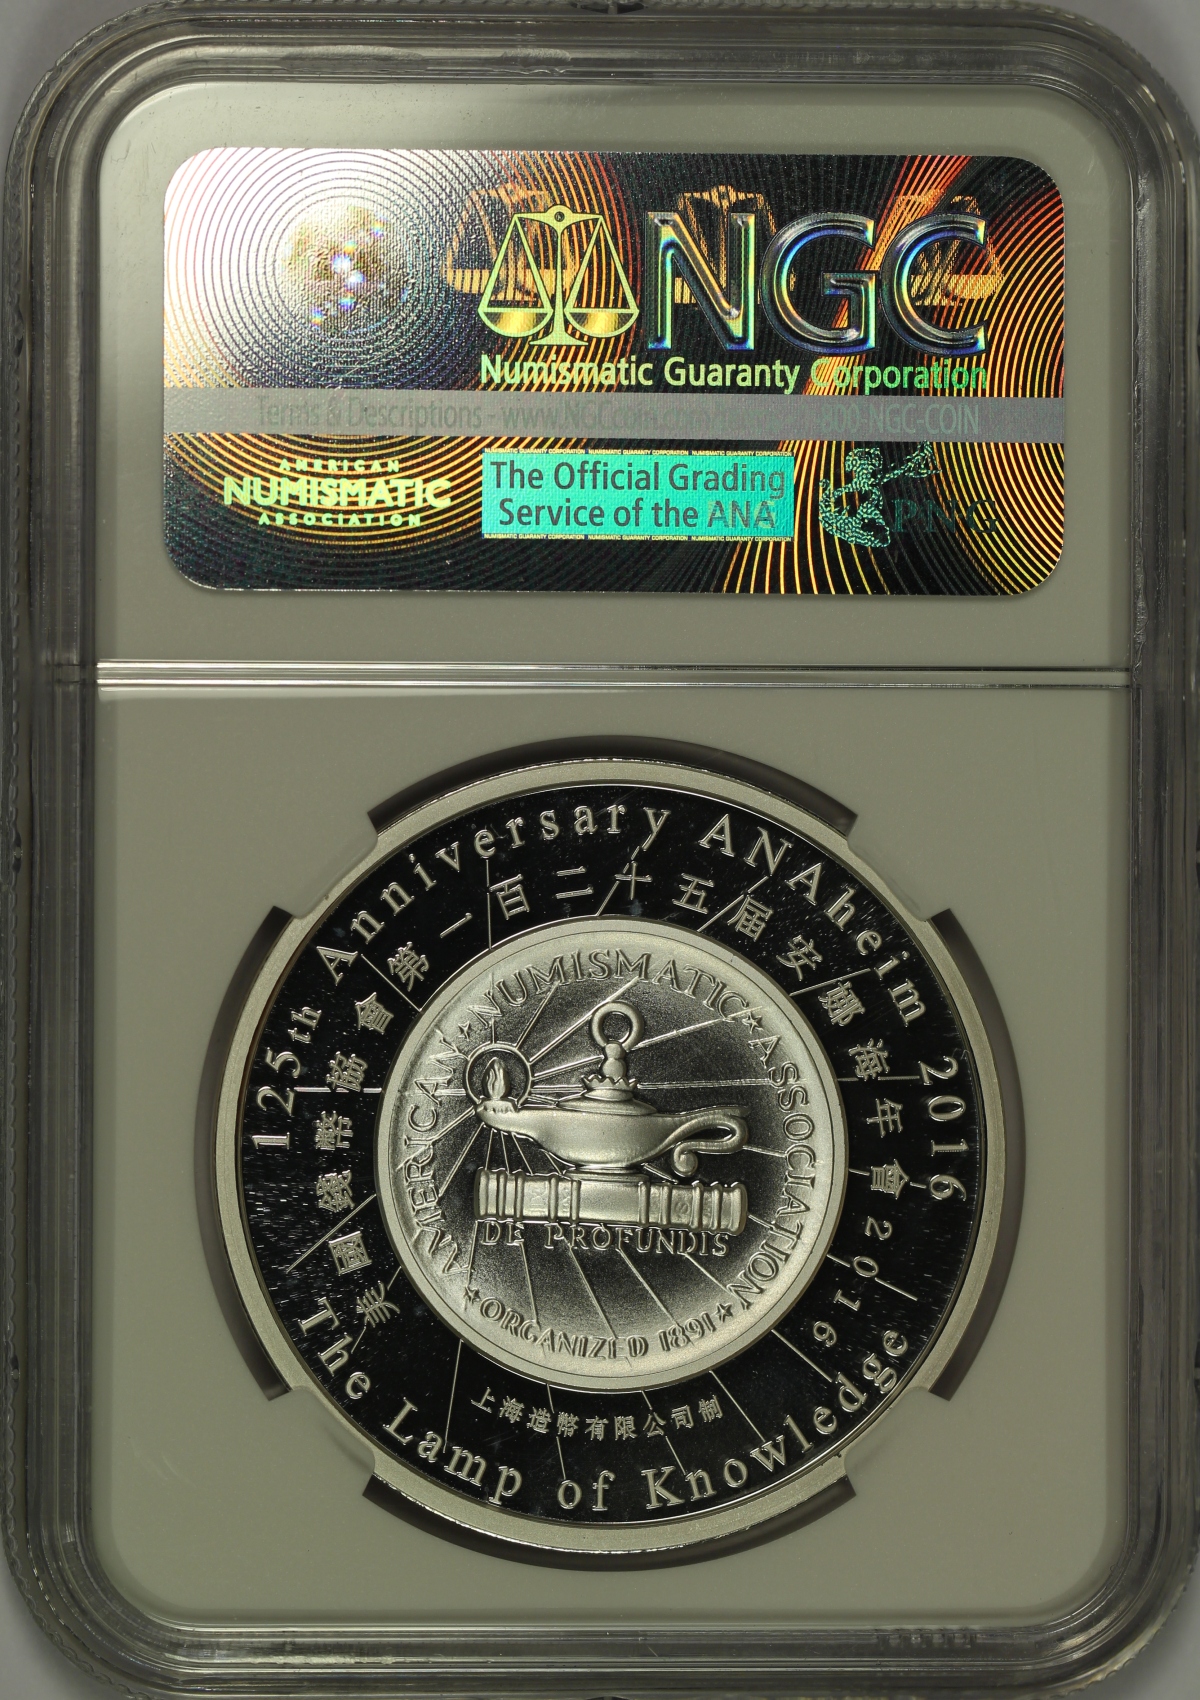 NGC
Numismatic Guaranty Corporation
Terms & Descriptions - www.NGCcoin.com 800-NGC-COIN
AMERICAN
NUMISMATIC
ASSOCIATION
The Official Grading
Service of the ANA
PNG
125th Anniversary ANAheim 2016
美國錢幣協會第一百二十五屆安娜海年會2016
AMERICAN NUMISMATIC ASSOCIATION
DE PROFUNDIS
ORGANIZED 1891
上海造幣有限公司制
The Lamp of Knowledge